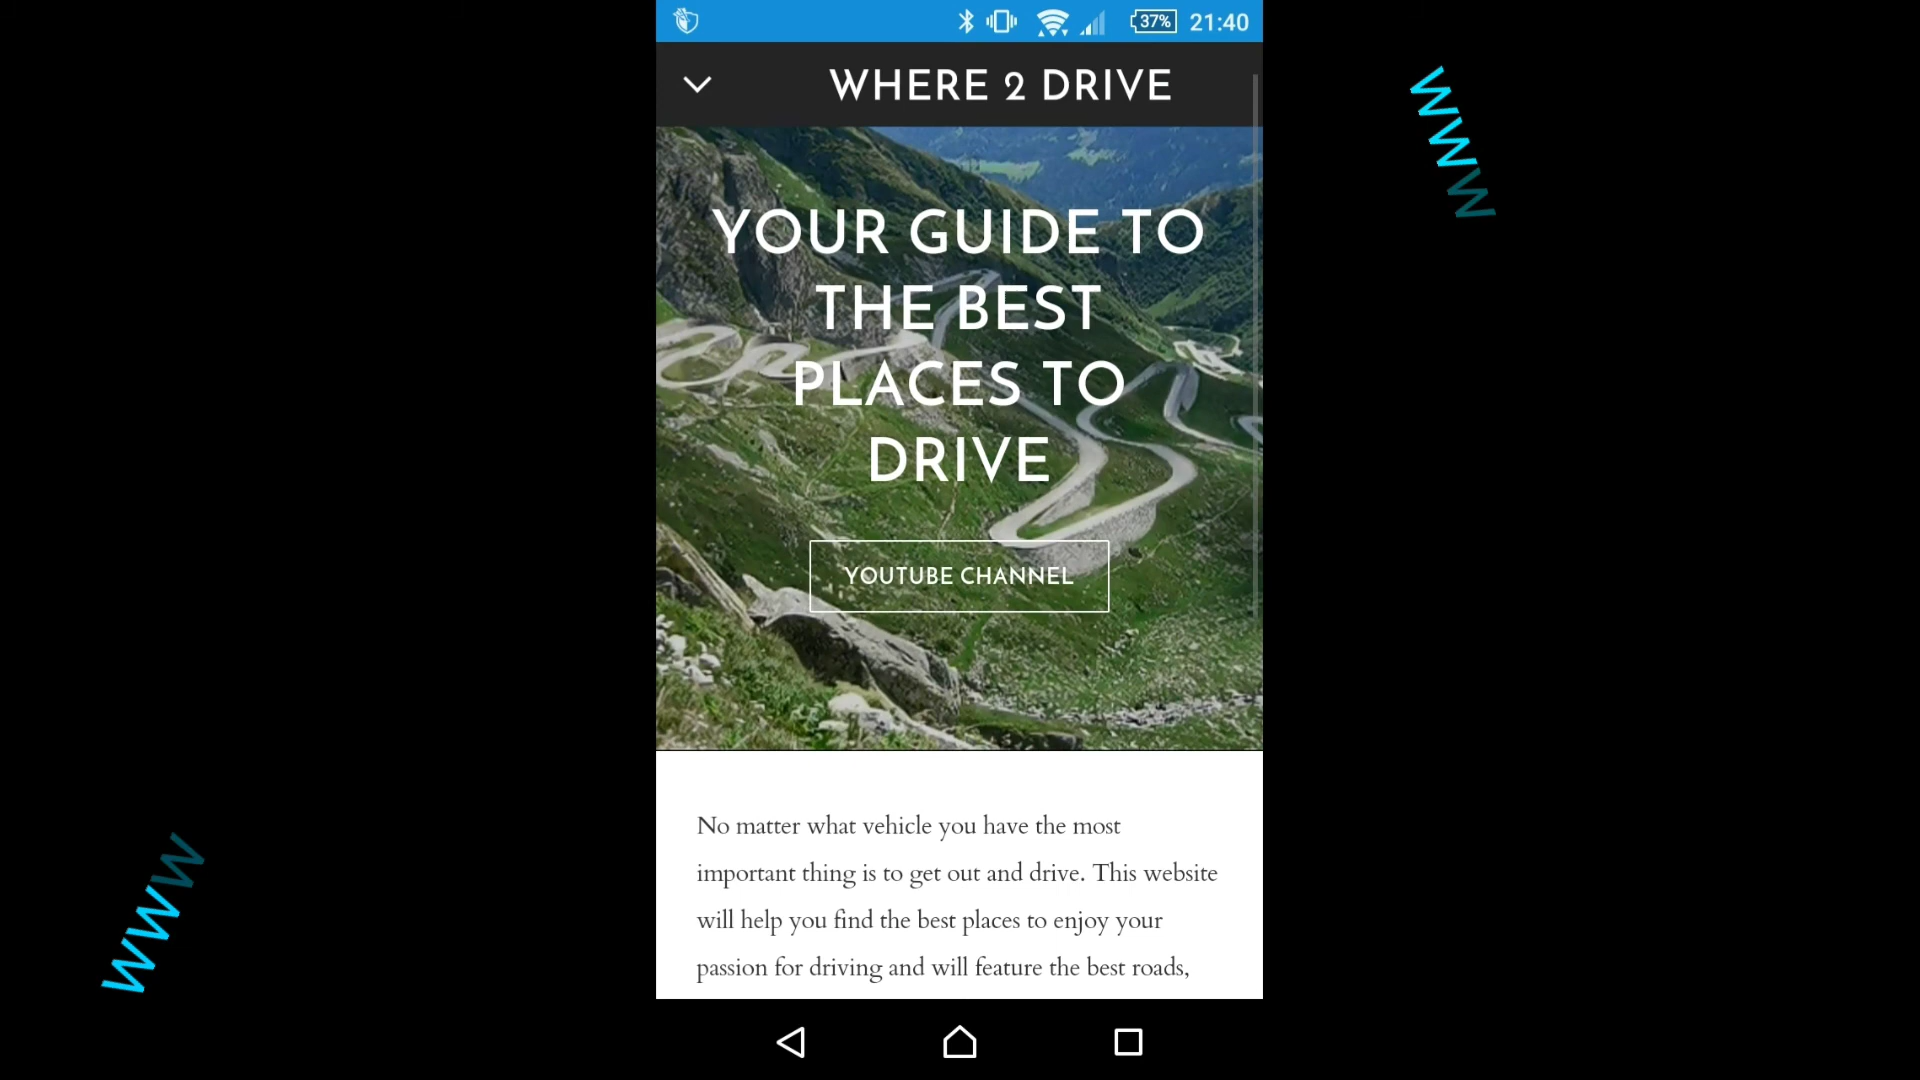 37%
21:40
WHERE 2 DRIVE
YOUR GUIDE TO
THE BEST
PLACES TO
DRIVE
YOUTUBE CHANNEL
No matter what vehicle you have the most
important thing is to get out and drive. This website
will help you find the best places to enjoy your
passion for driving and will feature the best roads,
WWW
WWW